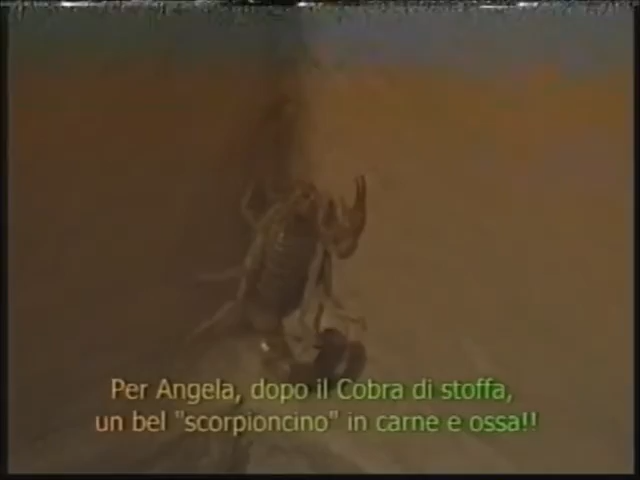 Per Angela, dopo il Cobra di stoffa,
un bel "scorpioncino" in carne e ossa!!